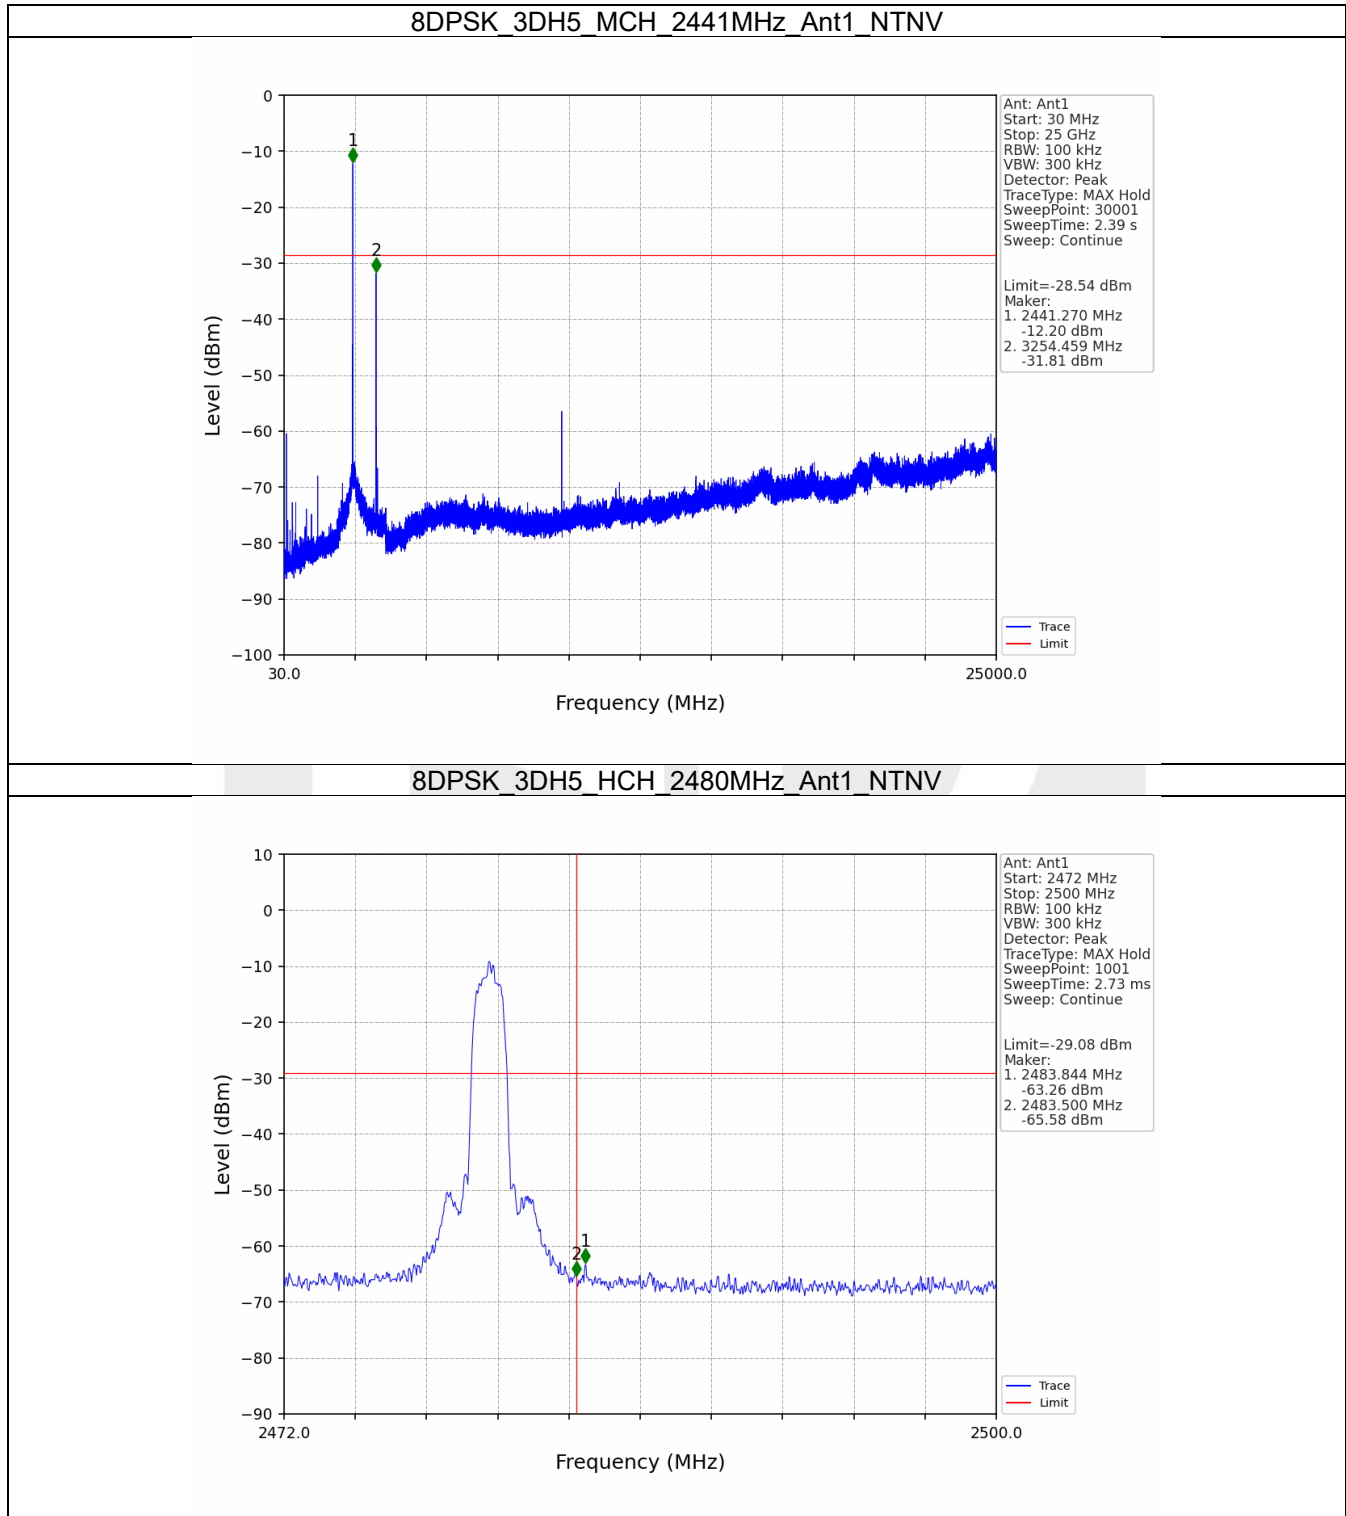 8DPSK_3DH5_MCH_2441MHz_Ant1_NTNV
0
−10
−20
−30
−40
−50
−60
−70
−80
−90
−100
Level (dBm)
1
2
30.0
25000.0
Frequency (MHz)
Ant: Ant1
Start: 30 MHz
Stop: 25 GHz
RBW: 100 kHz
VBW: 300 kHz
Detector: Peak
TraceType: MAX Hold
SweepPoint: 30001
SweepTime: 2.39 s
Sweep: Continue
Limit=-28.54 dBm
Maker:
1. 2441.270 MHz
-12.20 dBm
2. 3254.459 MHz
-31.81 dBm
Trace
Limit
8DPSK_3DH5_HCH_2480MHz_Ant1_NTNV
10
0
−10
−20
−30
−40
−50
−60
−70
−80
−90
Level (dBm)
1
2
2472.0
2500.0
Frequency (MHz)
Ant: Ant1
Start: 2472 MHz
Stop: 2500 MHz
RBW: 100 kHz
VBW: 300 kHz
Detector: Peak
TraceType: MAX Hold
SweepPoint: 1001
SweepTime: 2.73 ms
Sweep: Continue
Limit=-29.08 dBm
Maker:
1. 2483.844 MHz
-63.26 dBm
2. 2483.500 MHz
-65.58 dBm
Trace
Limit